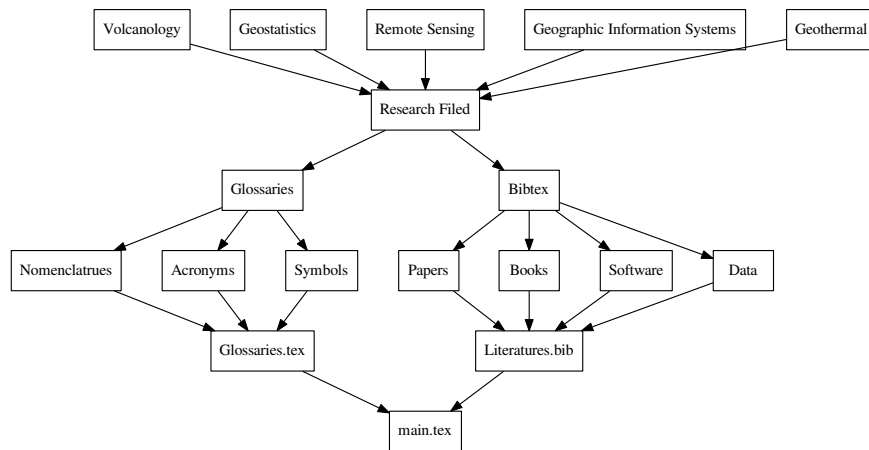 Volcanology
Geostatistics
Remote Sensing
Geographic Information Systems
Geothermal
Research Filed
Glossaries
Bibtex
Nomenclatrues
Acronyms
Symbols
Papers
Books
Software
Data
Glossaries.tex
Literatures.bib
main.tex